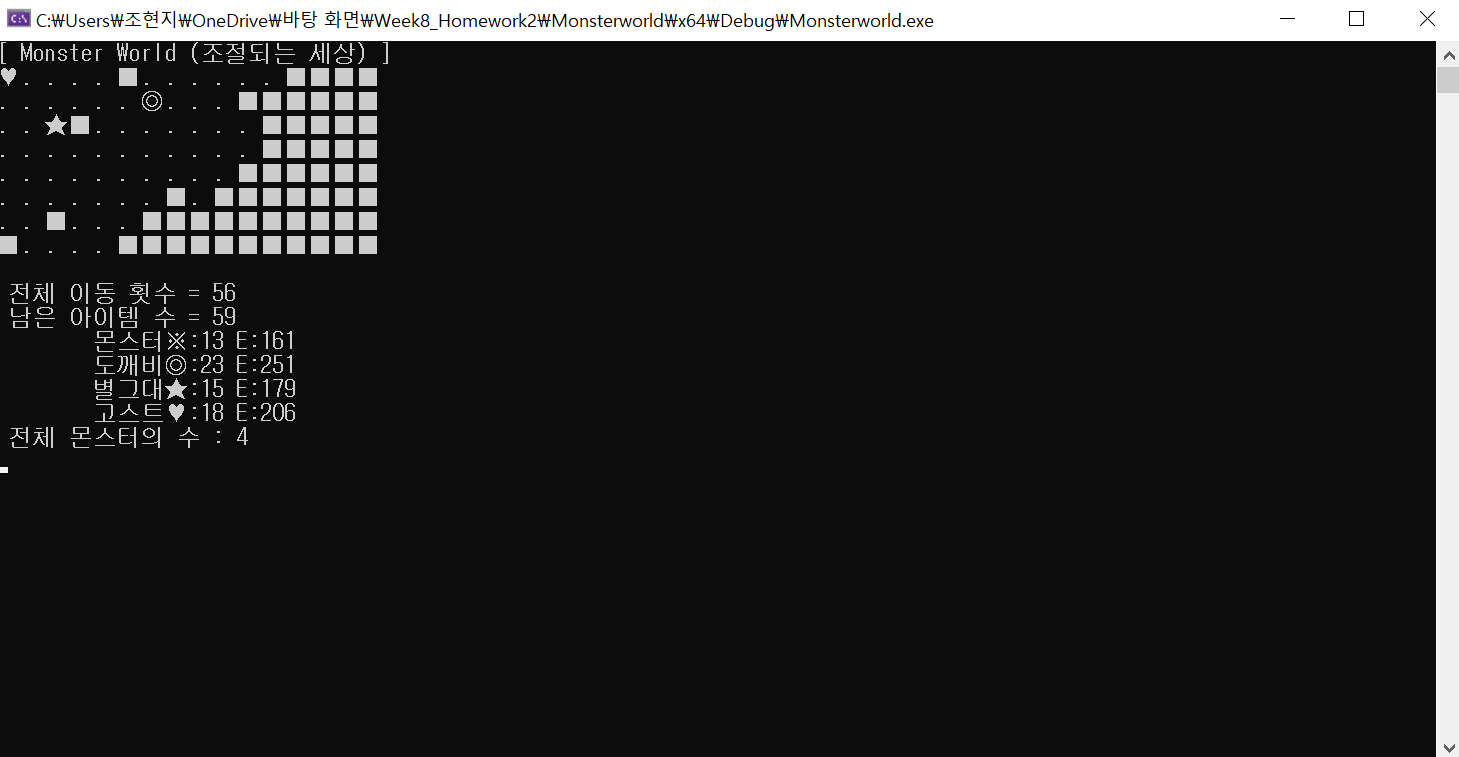 C:₩Users₩조현지₩OneDrive₩바탕 화면₩Week8_Homework2₩Monsterworld₩x64₩Debug₩Monsterworld.exe
[ Monster World (조절되는 세상) ]
♥. . . . ■. . . . . . ■■■■
. . . . . . ◎. . . ■■■■■■
. . ★■. . . . . . . ■■■■■
. . . . . . . . . . . ■■■■■
. . . . . . . . . . ■■■■■■
. . . . . . . ■. ■■■■■■■
. . ■. . . ■■■■■■■■■■
■. . . . ■■■■■■■■■■■
전체 이동 횟수 = 56
남은 아이템 수 = 59
몬스터※:13 E:161
도깨비◎:23 E:251
별그대★:15 E:179
고스트♥:18 E:206
전체 몬스터의 수 : 4